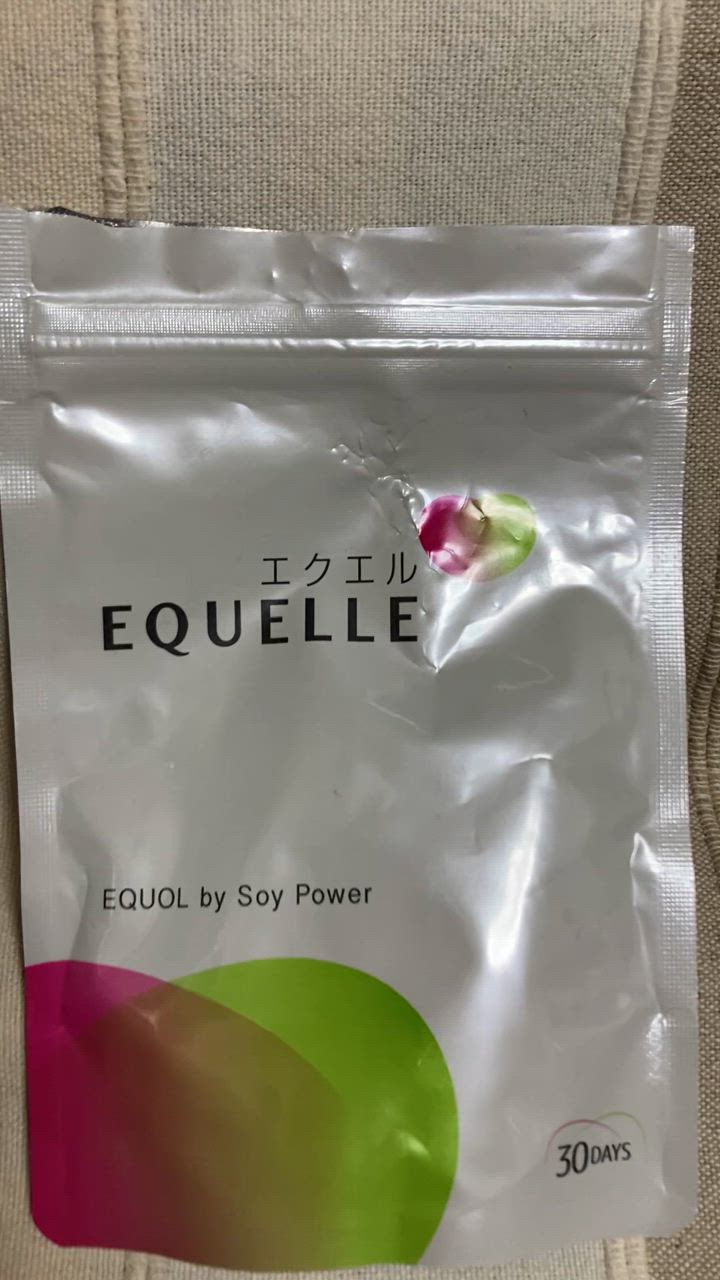 エクエル
EQUELLE
EQUOL by Soy Power
30DAYS